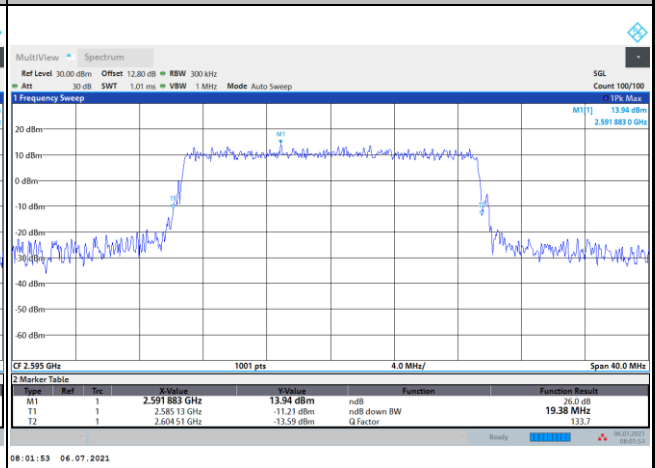 MultiView Spectrum
Ref Level 30.00 dBm Offset 12.80 dB RBW 300 kHz SGL
Att 30 dB SWT 1.01 ms VBW 1 MHz Mode Auto Sweep Count 100/100
1 Frequency Sweep 1Pk Max
M1[1] 13.94 dBm
2.591 883 0 GHz
M1
20 dBm
10 dBm
0 dBm
T1
-10 dBm
T2
-20 dBm
-30 dBm
-40 dBm
-50 dBm
-60 dBm
CF 2.595 GHz 1001 pts 4.0 MHz/ Span 40.0 MHz
2 Marker Table
Type Ref Trc X-Value Y-Value Function Function Result
M1 1 2.591 883 GHz 13.94 dBm ndB 26.0 dB
T1 1 2.585 13 GHz -11.21 dBm ndB down BW 19.38 MHz
T2 1 2.604 51 GHz -13.59 dBm Q Factor 133.7
Ready 06.07.2021
08:01:53
08:01:53 06.07.2021